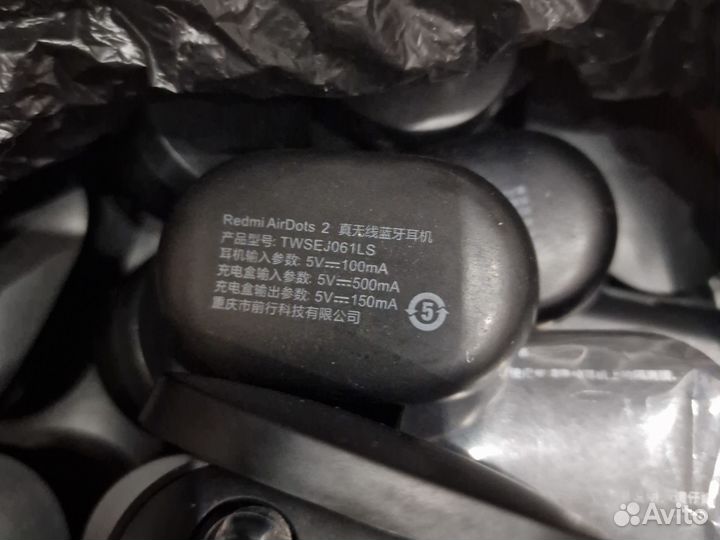 Redmi AirDots 2 真无线蓝牙耳机
产品型号: TWSEJ061LS
耳机输入参数: 5V⎓100mA
充电盒输入参数: 5V⎓500mA
充电盒输出参数: 5V⎓150mA
重庆市前行科技有限公司
5
Avito